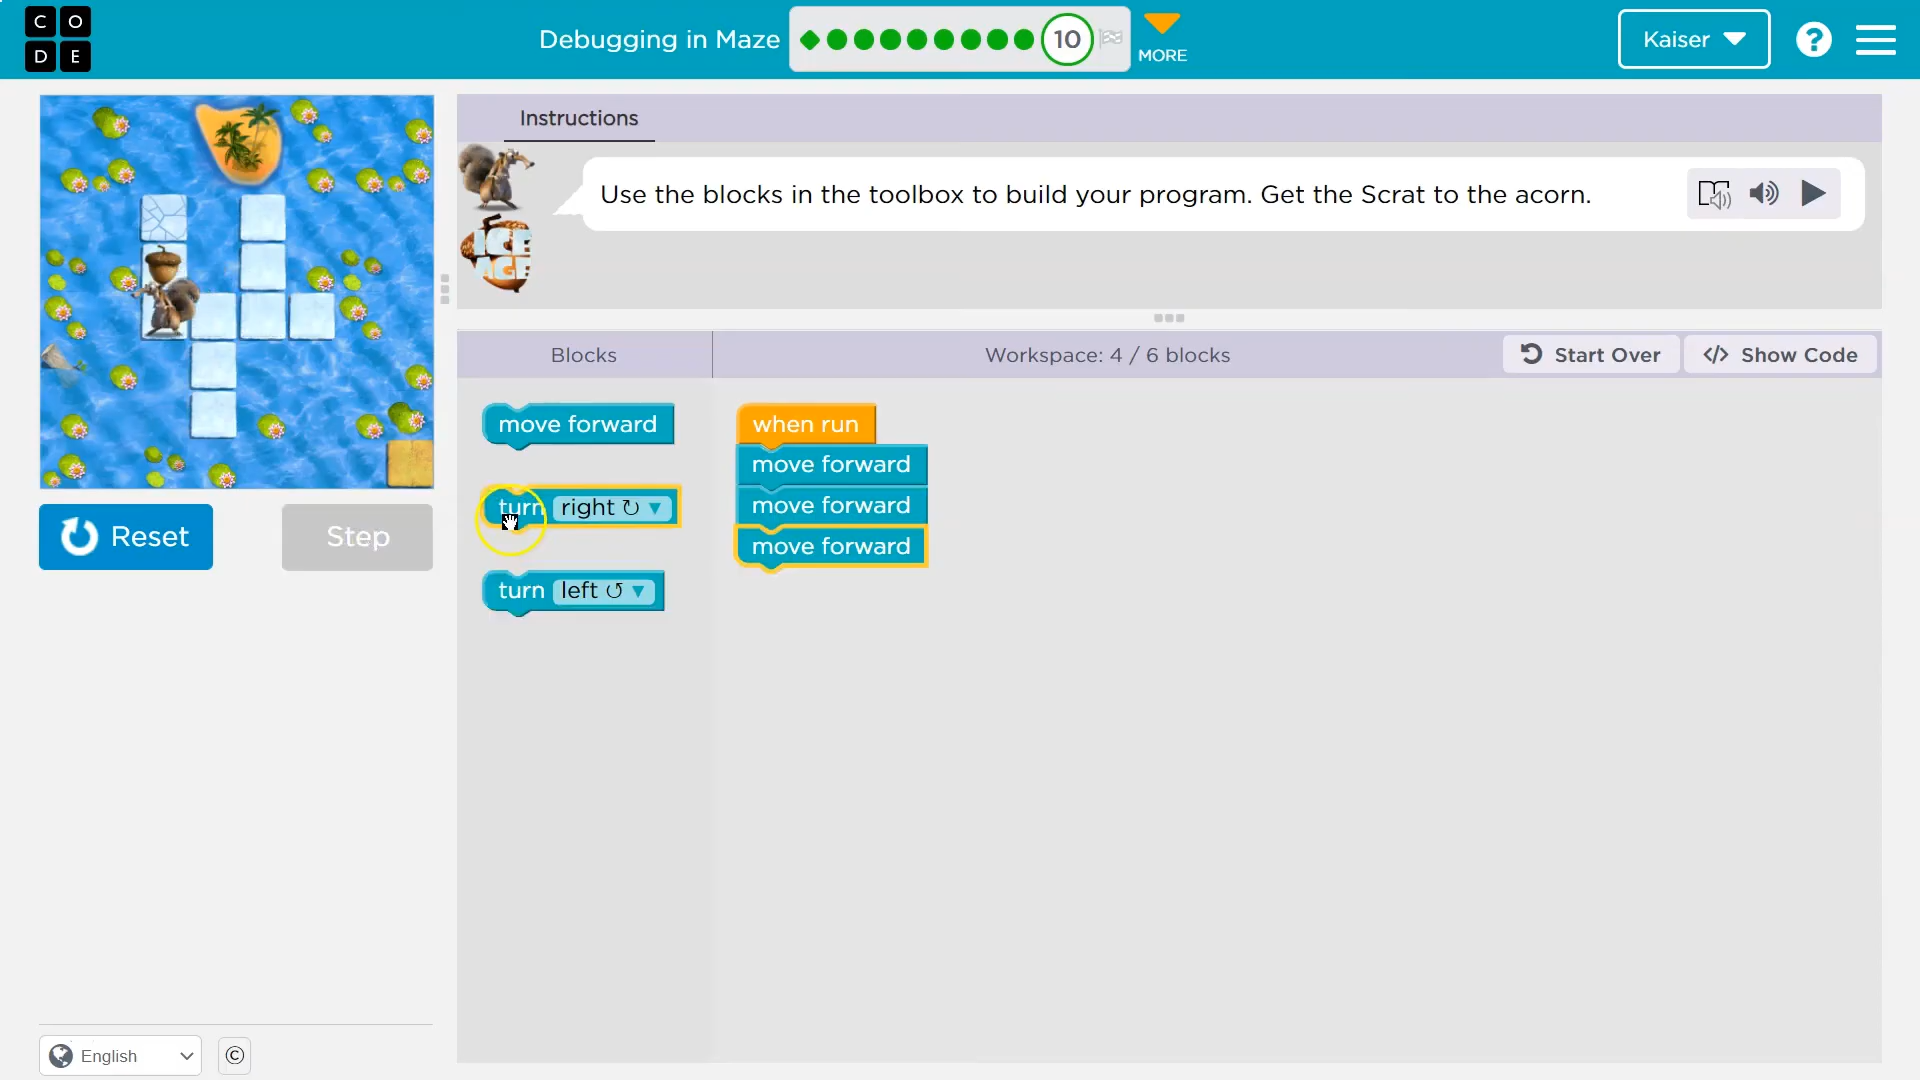 C O
D E
Debugging in Maze
10
MORE
Kaiser
?
Instructions
Use the blocks in the toolbox to build your program. Get the Scrat to the acorn.
ICE
AGE
Blocks
Workspace: 4 / 6 blocks
Start Over
</> Show Code
move forward
turn right ↻ ▼
turn left ↺ ▼
when run
move forward
move forward
move forward
Reset
Step
English
©